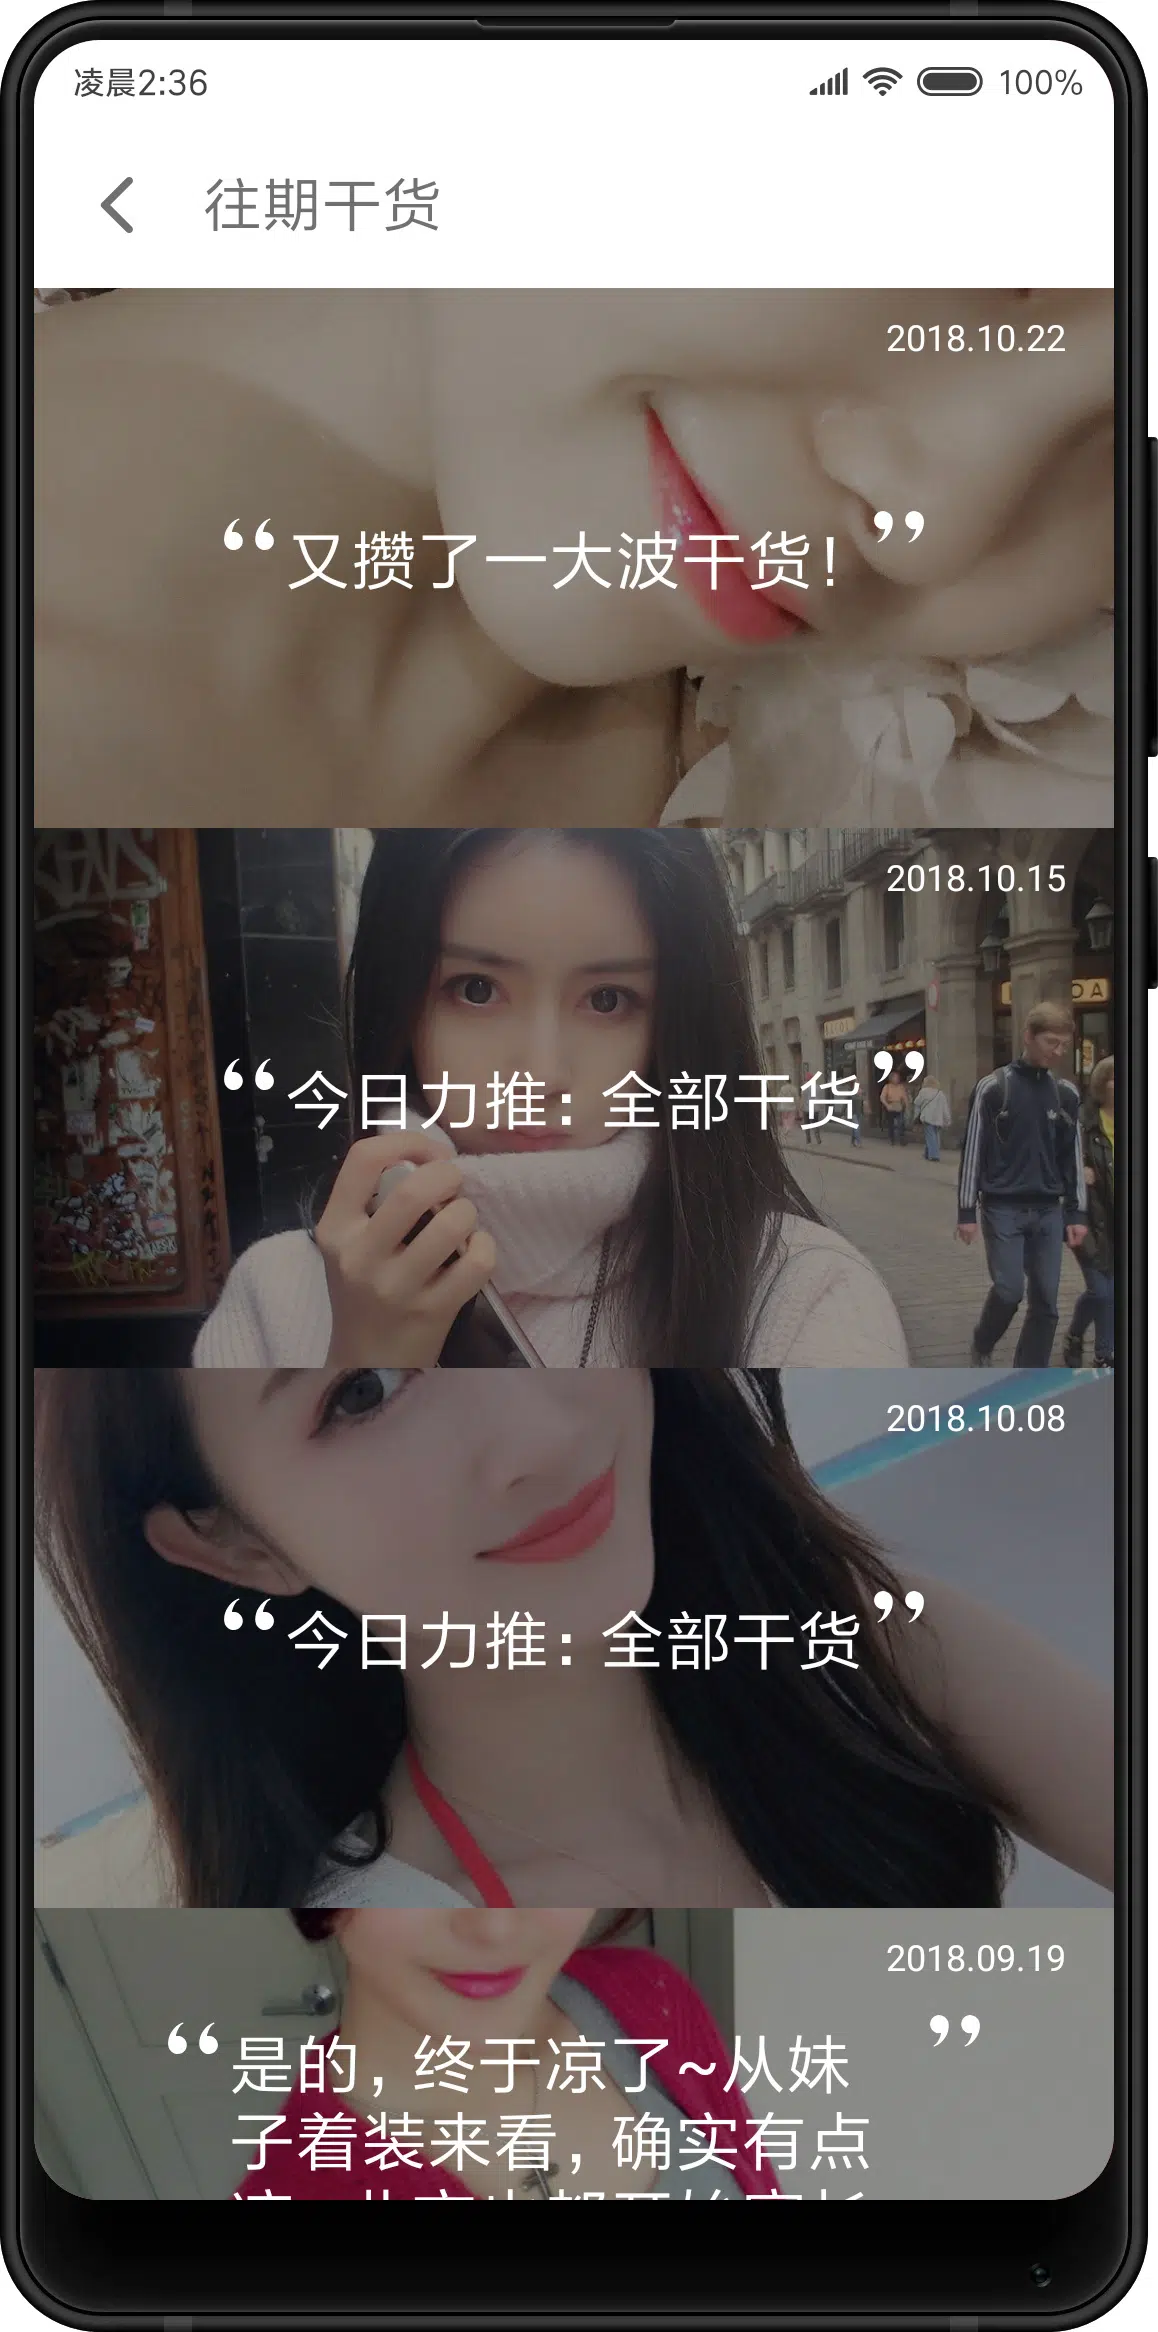 凌晨2:36
100%
往期干货
2018.10.22
“又攒了一大波干货！”
2018.10.15
“今日力推：全部干货”
2018.10.08
“今日力推：全部干货”
2018.09.19
“是的，终于凉了~从妹”
子着装来看，确实有点